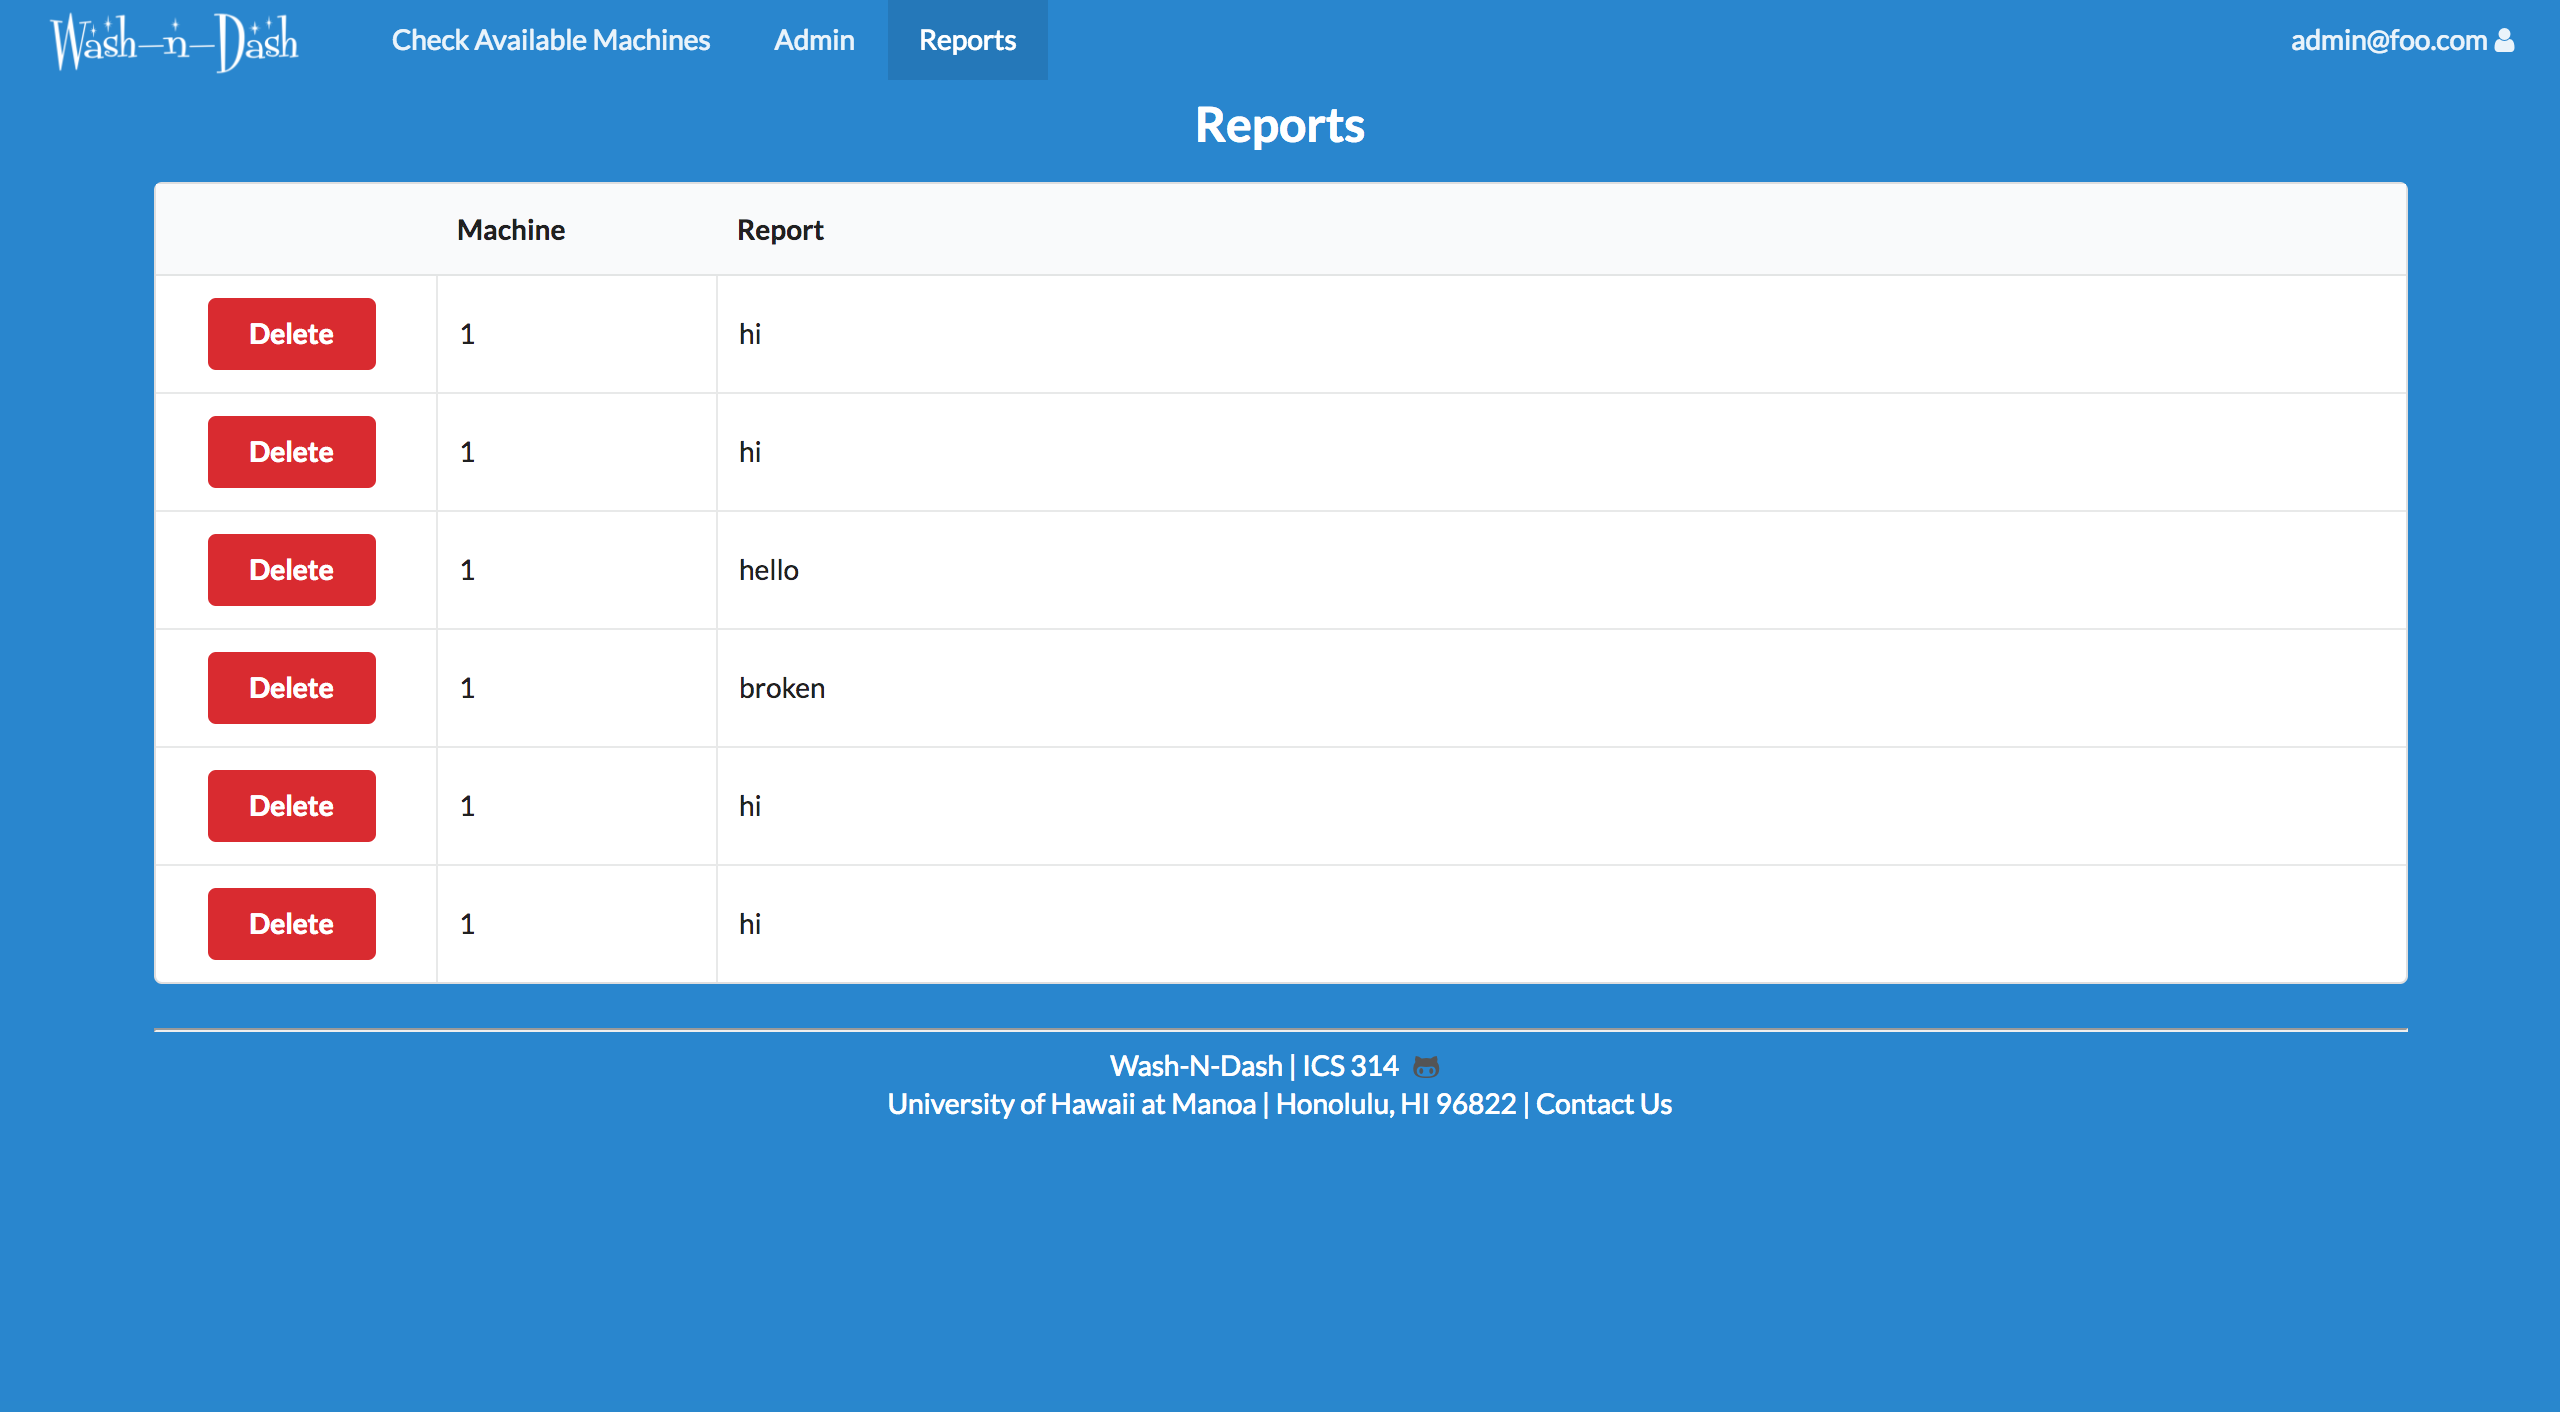 Wash-n-Dash Check Available Machines Admin Reports admin@foo.com
Reports
Machine Report
Delete 1 hi
Delete 1 hi
Delete 1 hello
Delete 1 broken
Delete 1 hi
Delete 1 hi
Wash-N-Dash | ICS 314
University of Hawaii at Manoa | Honolulu, HI 96822 | Contact Us